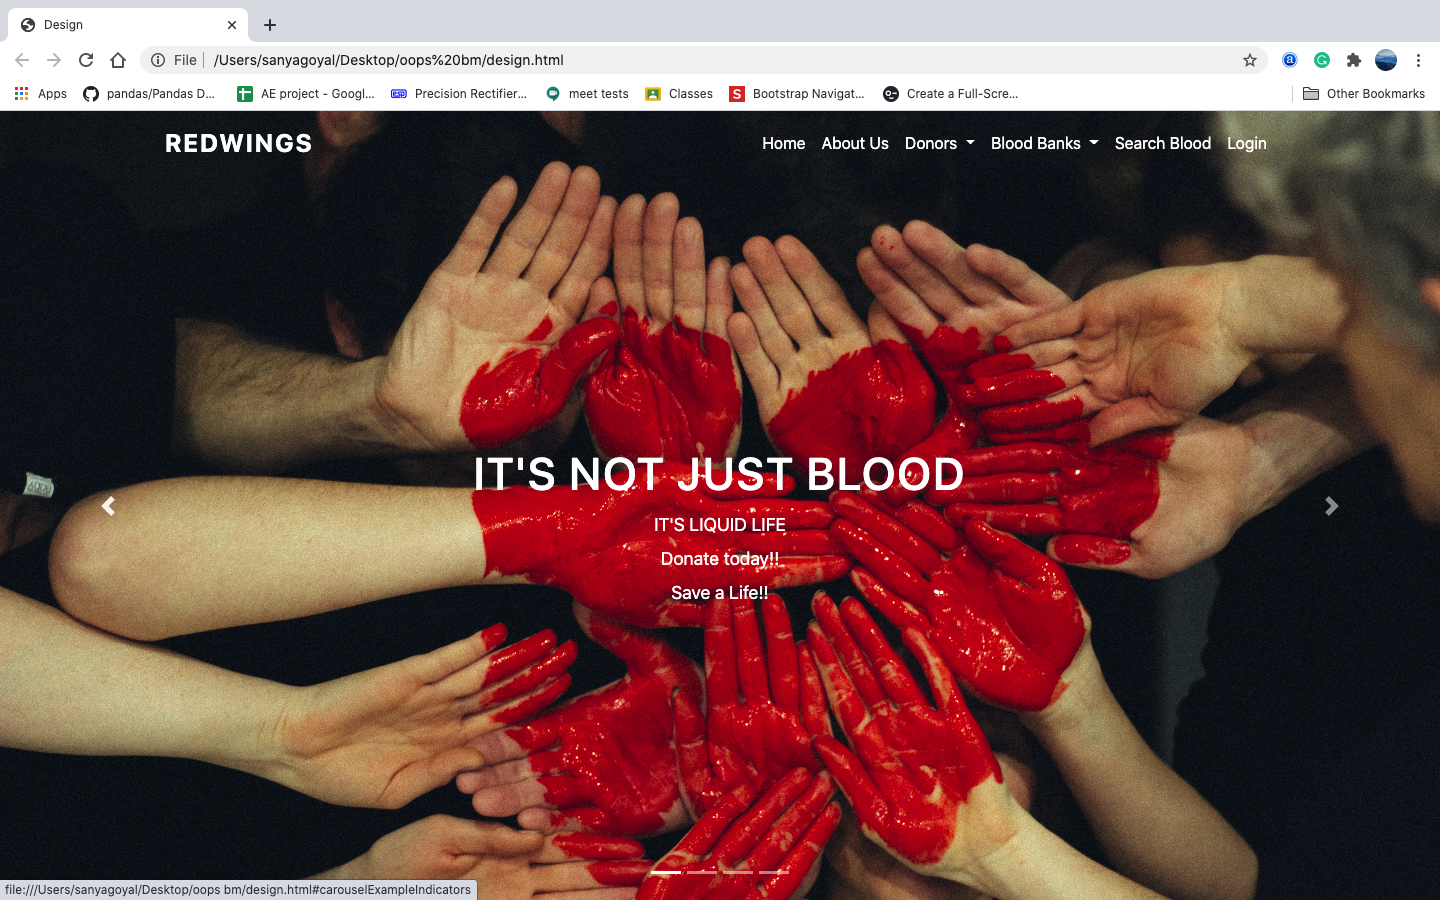 Design
File
/Users/sanyagoyal/Desktop/oops%20bm/design.html
Apps
pandas/Pandas D...
AE project - Googl...
Precision Rectifier...
meet tests
Classes
Bootstrap Navigat...
Create a Full-Scre...
Other Bookmarks
REDWINGS
Home
About Us
Donors
Blood Banks
Search Blood
Login
IT'S NOT JUST BLOOD
IT'S LIQUID LIFE
Donate today!!
Save a Life!!
file:///Users/sanyagoyal/Desktop/oops bm/design.html#carouselExampleIndicators